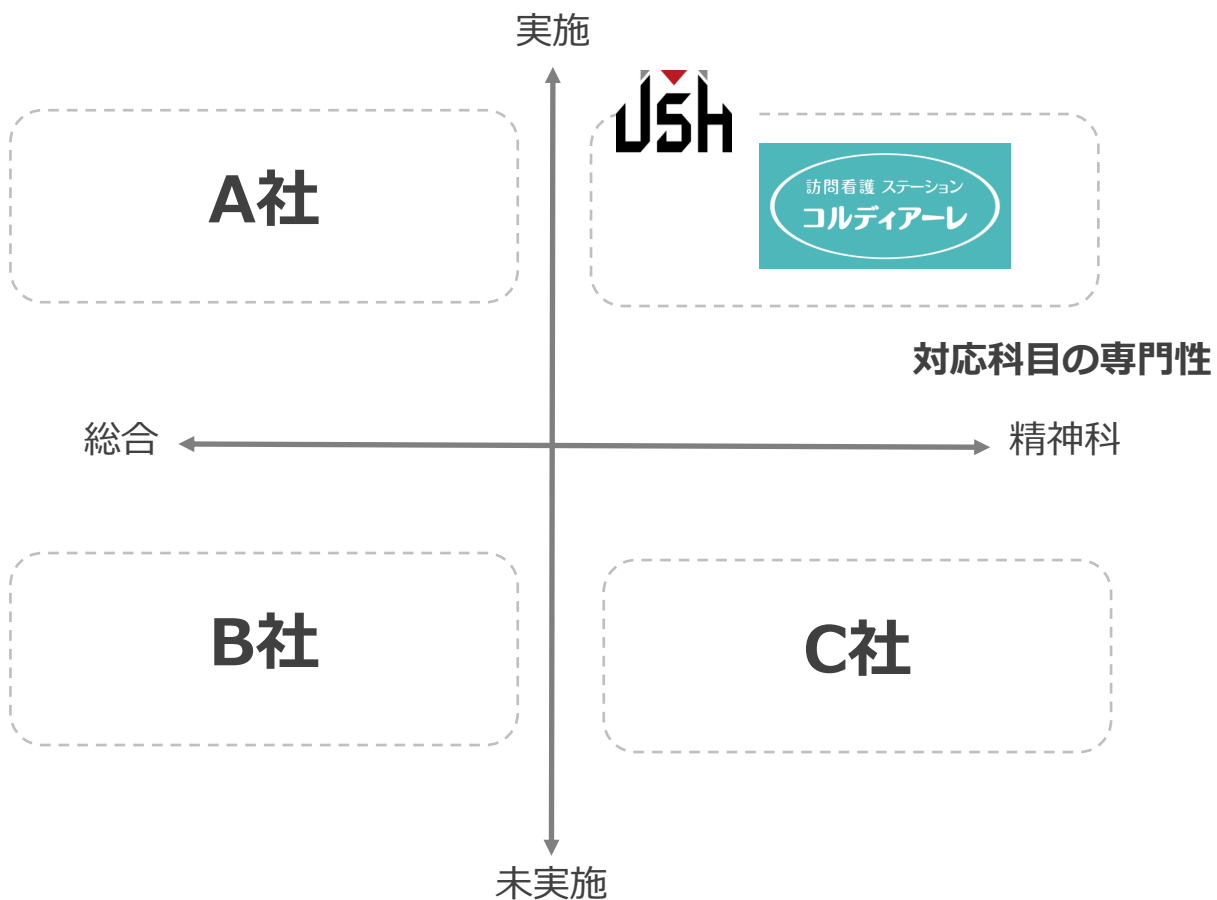 実施
JSH
A社
訪問看護 ステーション
コルディアーレ
対応科目の専門性
総合
精神科
B社
C社
未実施